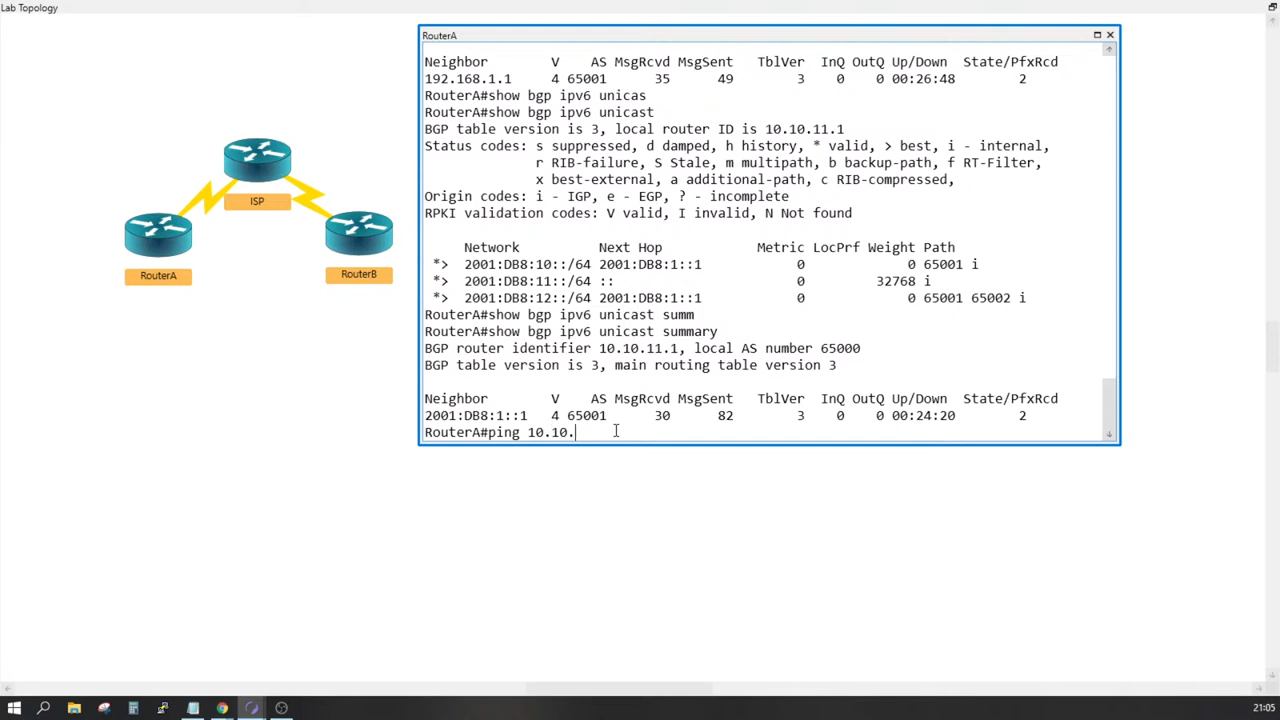 Lab Topology
RouterA
Neighbor V AS MsgRcvd MsgSent TblVer InQ OutQ Up/Down State/PfxRcd
192.168.1.1 4 65001 35 49 3 0 0 00:26:48 2
RouterA#show bgp ipv6 unicas
RouterA#show bgp ipv6 unicast
BGP table version is 3, local router ID is 10.10.11.1
Status codes: s suppressed, d damped, h history, * valid, > best, i - internal,
r RIB-failure, S Stale, m multipath, b backup-path, f RT-Filter,
x best-external, a additional-path, c RIB-compressed,
Origin codes: i - IGP, e - EGP, ? - incomplete
RPKI validation codes: V valid, I invalid, N Not found
Network Next Hop Metric LocPrf Weight Path
*> 2001:DB8:10::/64 2001:DB8:1::1 0 0 65001 i
*> 2001:DB8:11::/64 :: 0 32768 i
*> 2001:DB8:12::/64 2001:DB8:1::1 0 0 65001 65002 i
RouterA#show bgp ipv6 unicast summ
RouterA#show bgp ipv6 unicast summary
BGP router identifier 10.10.11.1, local AS number 65000
BGP table version is 3, main routing table version 3
Neighbor V AS MsgRcvd MsgSent TblVer InQ OutQ Up/Down State/PfxRcd
2001:DB8:1::1 4 65001 30 82 3 0 0 00:24:20 2
RouterA#ping 10.10.
ISP
RouterA
RouterB
21:05